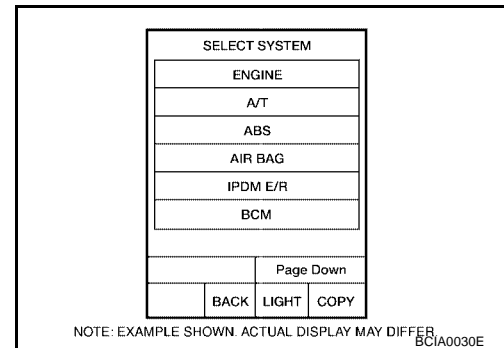 SELECT SYSTEM
ENGINE
A/T
ABS
AIR BAG
IPDM E/R
BCM
Page Down
BACK LIGHT COPY
NOTE: EXAMPLE SHOWN. ACTUAL DISPLAY MAY DIFFER.
BCIA0030E